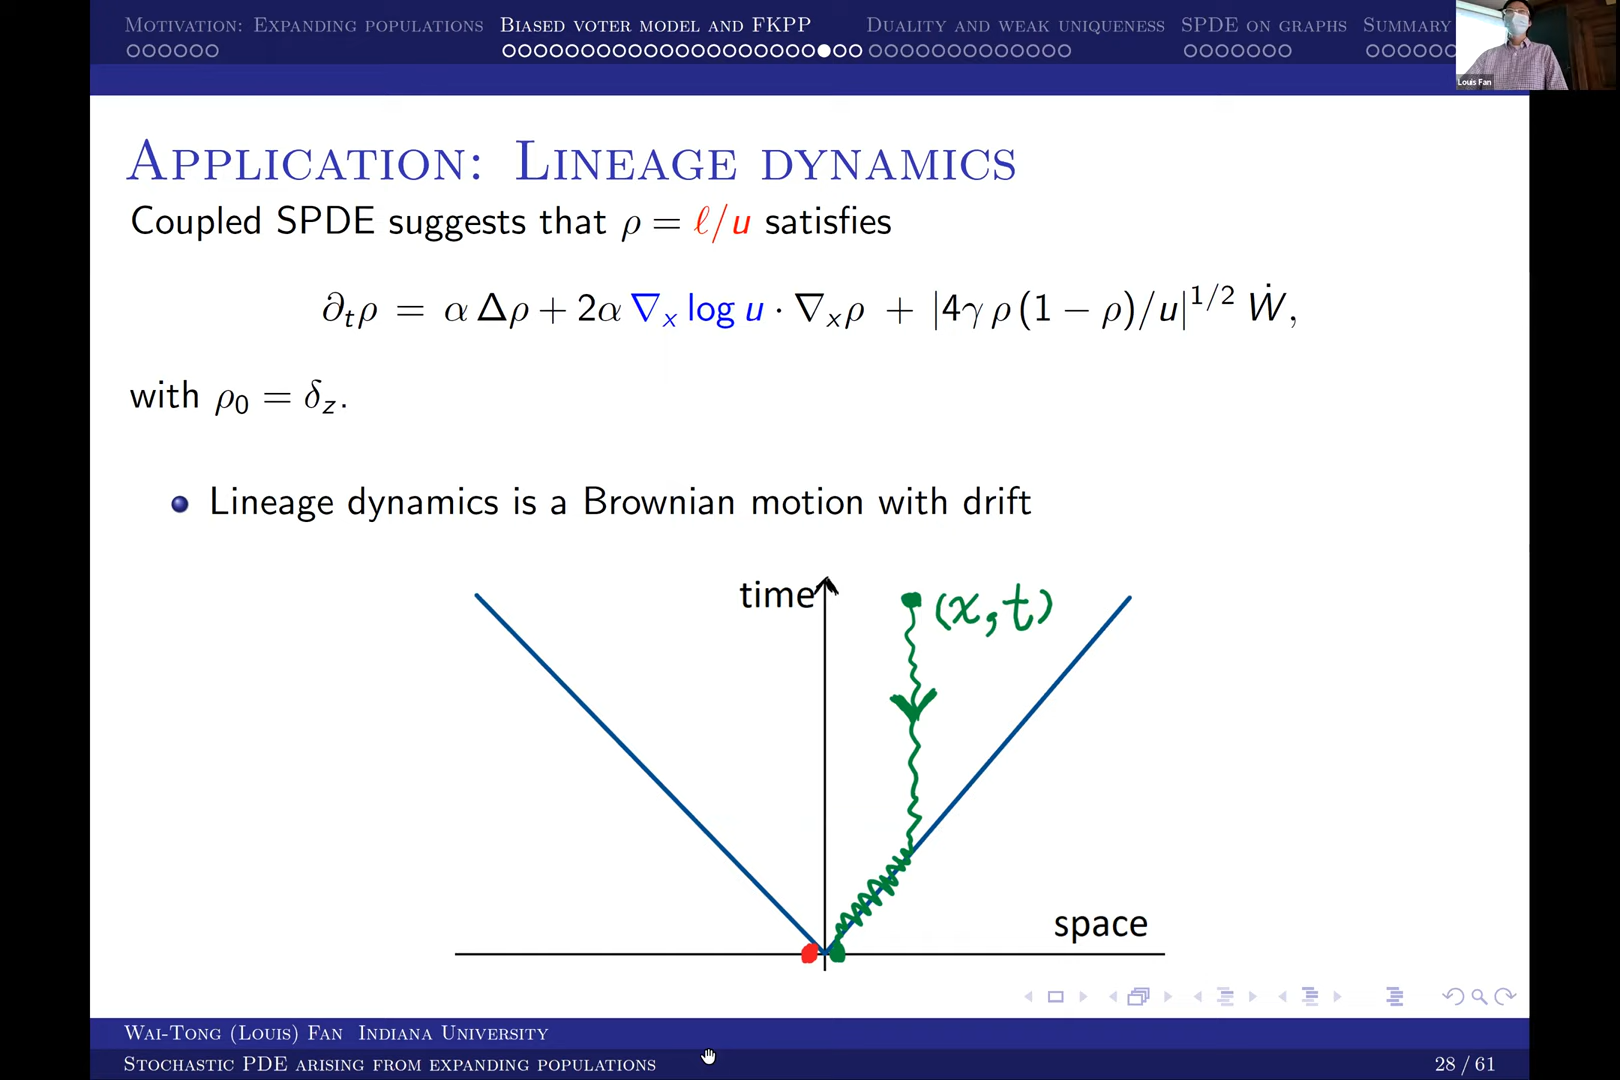 Motivation: Expanding populations Biased voter model and FKPP Duality and weak uniqueness SPDE on graphs Summary
Louis Fan
Application: Lineage dynamics
Coupled SPDE suggests that ρ = ℓ/u satisfies
∂ₜρ = α Δρ + 2α ∇ₓ log u · ∇ₓρ + |4γ ρ (1 − ρ)/u|^{1/2} Ẇ,
with ρ₀ = δ_z.
Lineage dynamics is a Brownian motion with drift
time
(x, t)
space
Wai-Tong (Louis) Fan Indiana University
Stochastic PDE arising from expanding populations
28 / 61